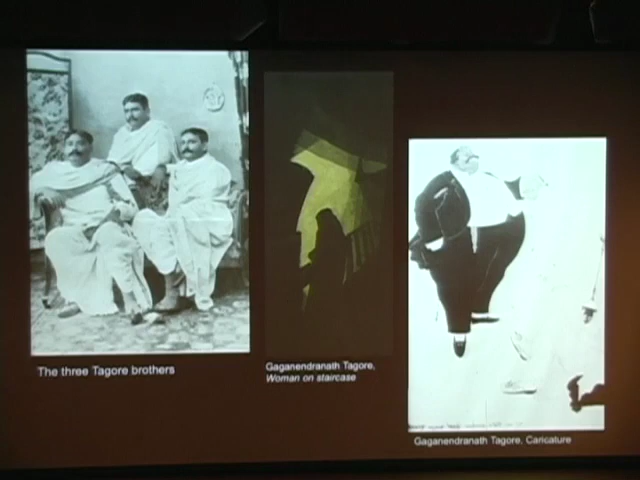 The three Tagore brothers
Gaganendranath Tagore,
Woman on staircase
Gaganendranath Tagore, Caricature